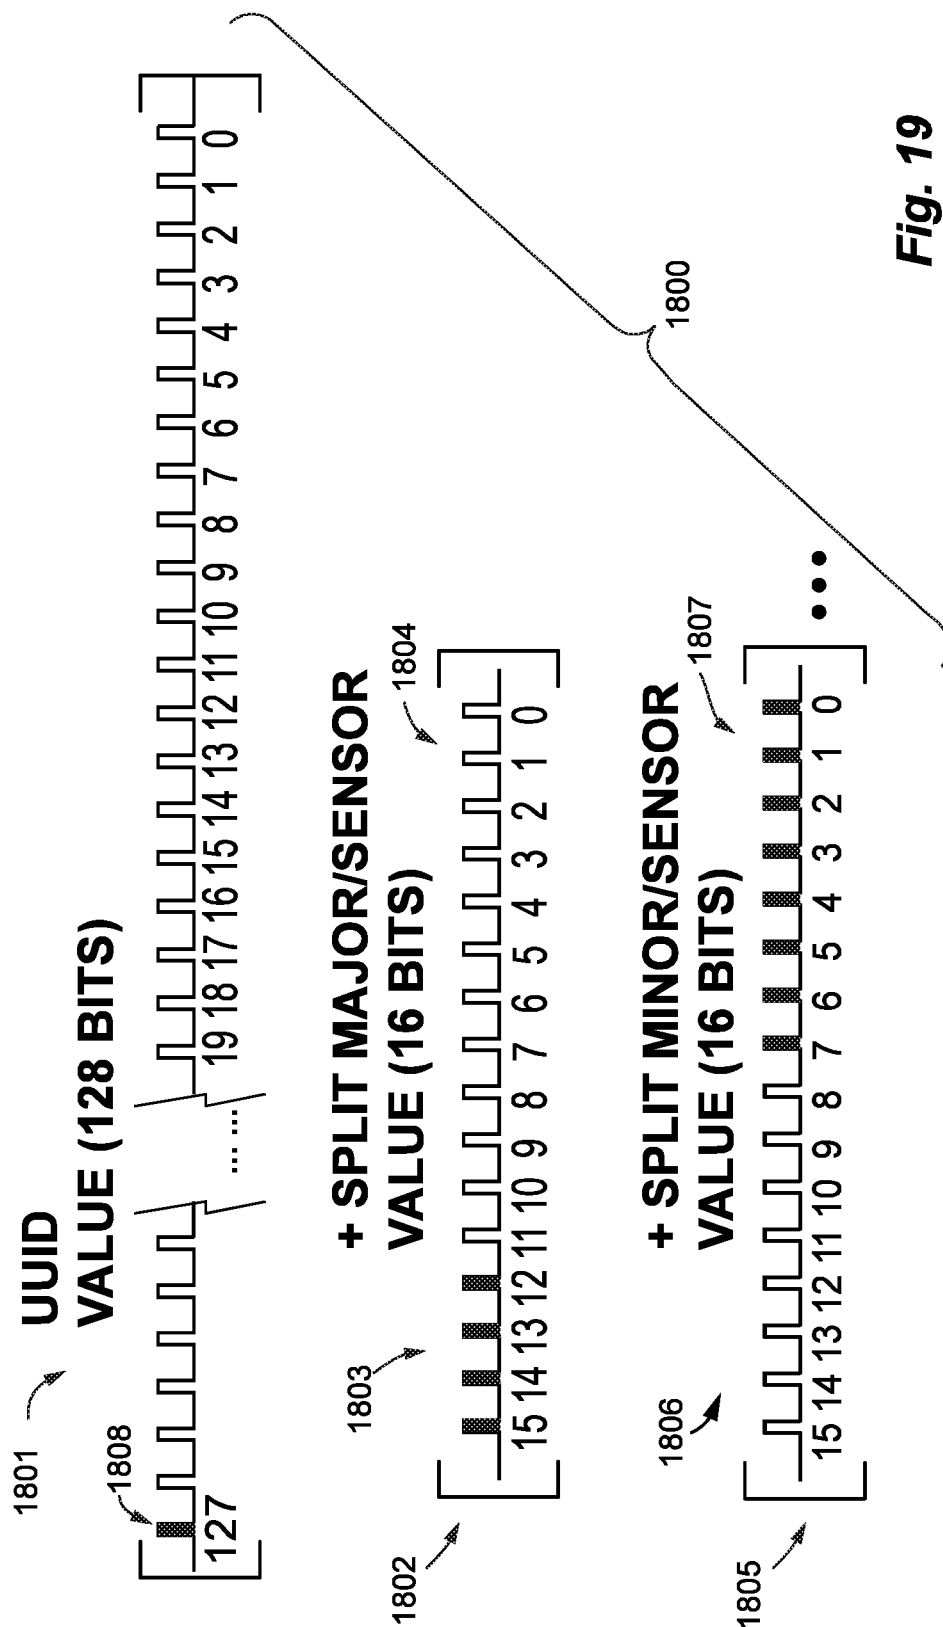 1801
UUID
VALUE (128 BITS)
1808
127 ... ... 19 18 17 16 15 14 13 12 11 10 9 8 7 6 5 4 3 2 1 0
1802
1803
+ SPLIT MAJOR/SENSOR
VALUE (16 BITS)
1804
15 14 13 12 11 10 9 8 7 6 5 4 3 2 1 0
1805
1806
+ SPLIT MINOR/SENSOR
VALUE (16 BITS)
1807
15 14 13 12 11 10 9 8 7 6 5 4 3 2 1 0
•••
1800
Fig. 19